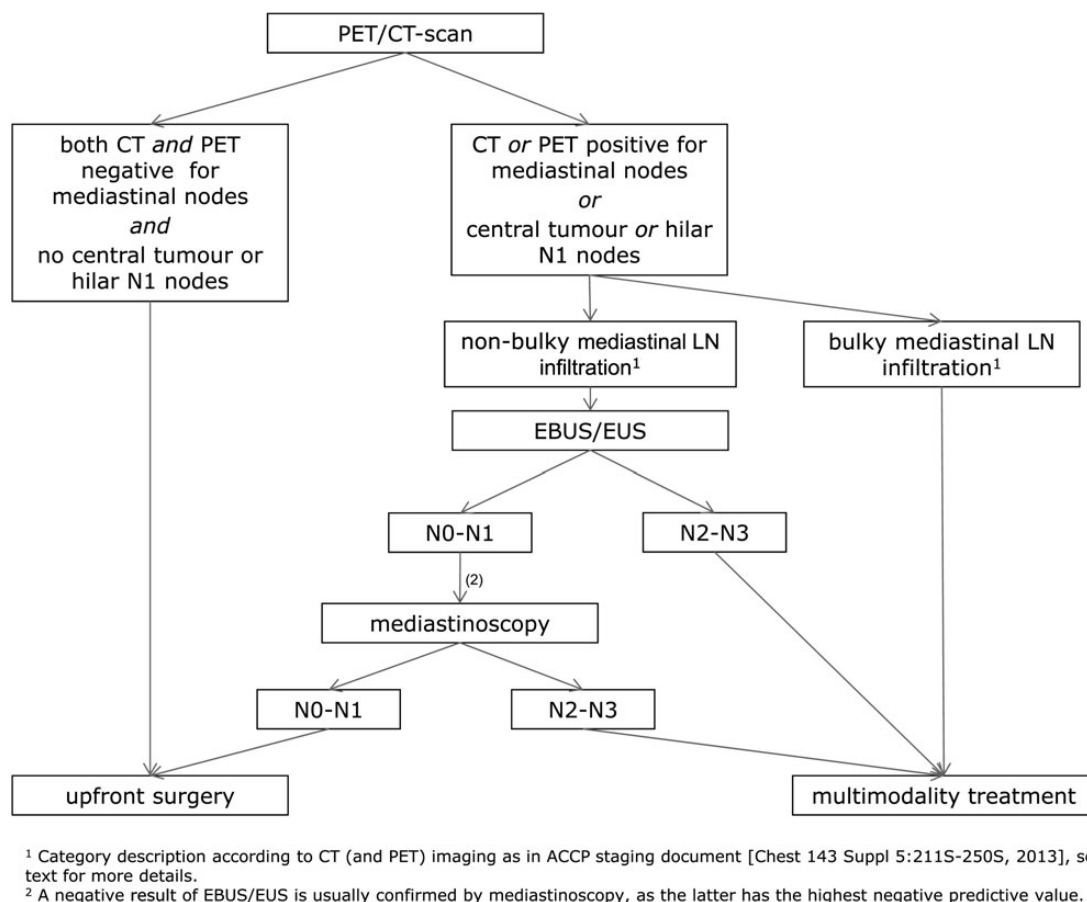 PET/CT-scan
both CT and PET
negative for
mediastinal nodes
and
no central tumour or
hilar N1 nodes
CT or PET positive for
mediastinal nodes
or
central tumour or hilar
N1 nodes
non-bulky mediastinal LN
infiltration¹
bulky mediastinal LN
infiltration¹
EBUS/EUS
N0-N1
N2-N3
(2)
mediastinoscopy
N0-N1
N2-N3
upfront surgery
multimodality treatment
¹ Category description according to CT (and PET) imaging as in ACCP staging document [Chest 143 Suppl 5:211S-250S, 2013],
text for more details.
² A negative result of EBUS/EUS is usually confirmed by mediastinoscopy, as the latter has the highest negative predictive value.